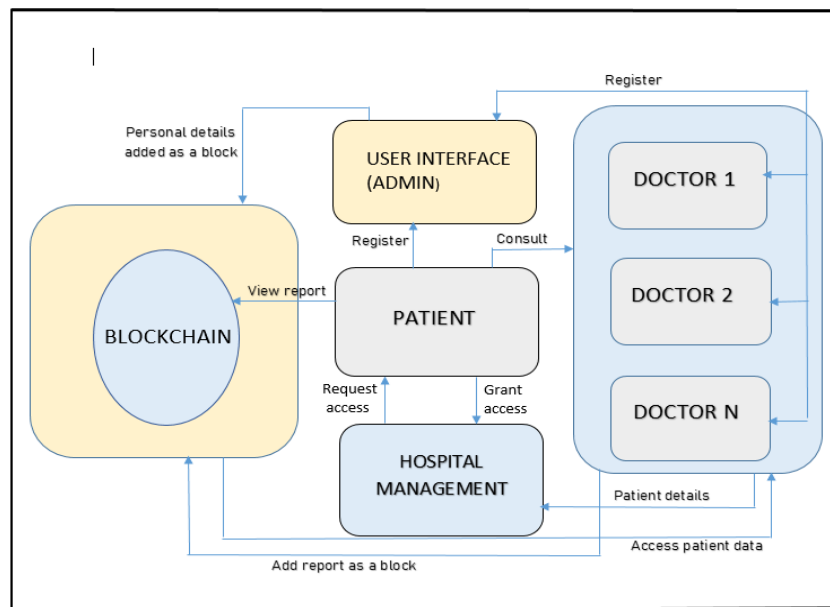 Register
Personal details
added as a block
USER INTERFACE
(ADMIN)
DOCTOR 1
Register
Consult
View report
DOCTOR 2
PATIENT
BLOCKCHAIN
Request
access
Grant
access
DOCTOR N
HOSPITAL
MANAGEMENT
Patient details
Access patient data
Add report as a block